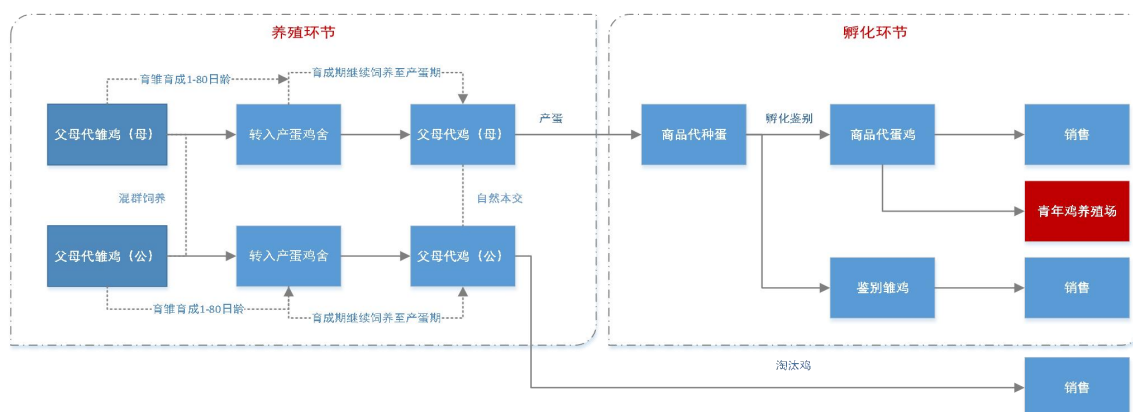 养殖环节
孵化环节
育雏育成1-80日龄
育成期继续饲养至产蛋期
父母代雏鸡（母）
转入产蛋鸡舍
父母代鸡（母）
产蛋
商品代种蛋
孵化鉴别
商品代蛋鸡
销售
混群饲养
自然本交
青年鸡养殖场
父母代雏鸡（公）
转入产蛋鸡舍
父母代鸡（公）
鉴别雏鸡
销售
育雏育成1-80日龄
育成期继续饲养至产蛋期
淘汰鸡
销售